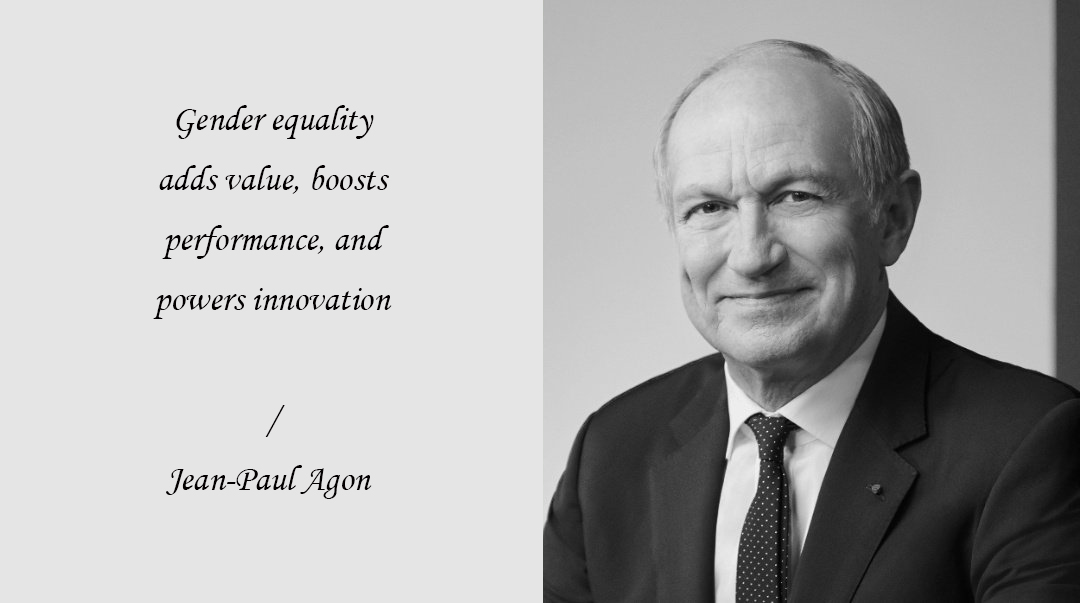 Gender equality
adds value, boosts
performance, and
powers innovation
/
Jean-Paul Agon